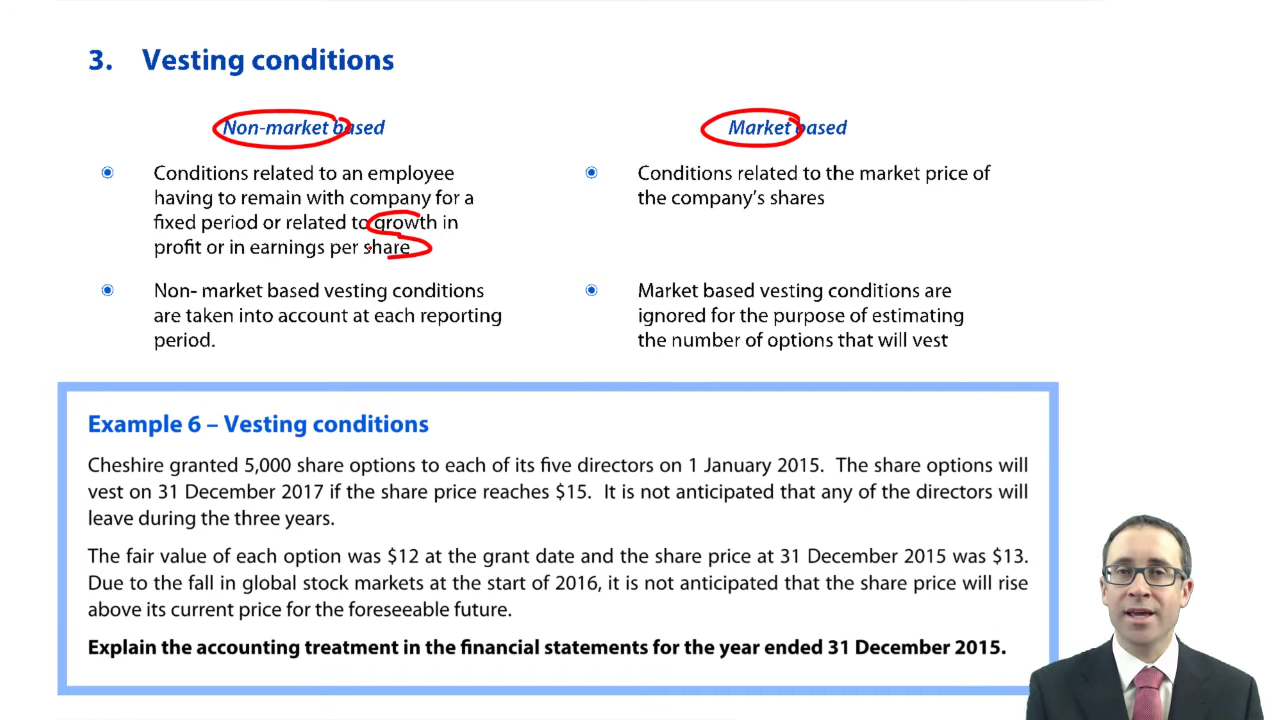 3. Vesting conditions
Non-market based
Conditions related to an employee
having to remain with company for a
fixed period or related to growth in
profit or in earnings per share
Non- market based vesting conditions
are taken into account at each reporting
period.
Market based
Conditions related to the market price of
the company's shares
Market based vesting conditions are
ignored for the purpose of estimating
the number of options that will vest
Example 6 – Vesting conditions
Cheshire granted 5,000 share options to each of its five directors on 1 January 2015. The share options will
vest on 31 December 2017 if the share price reaches $15. It is not anticipated that any of the directors will
leave during the three years.
The fair value of each option was $12 at the grant date and the share price at 31 December 2015 was $13.
Due to the fall in global stock markets at the start of 2016, it is not anticipated that the share price will rise
above its current price for the foreseeable future.
Explain the accounting treatment in the financial statements for the year ended 31 December 2015.